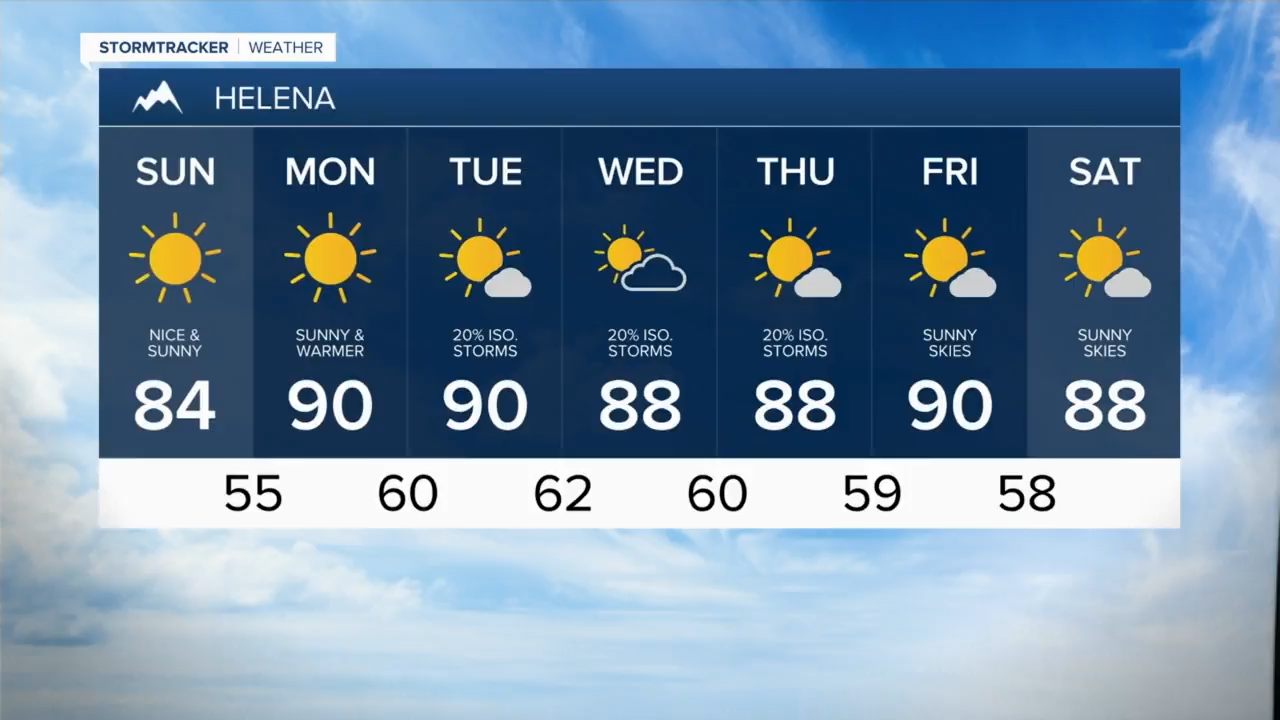 STORMTRACKER | WEATHER
HELENA
SUN MON TUE WED THU FRI SAT
NICE & SUNNY & 20% ISO. 20% ISO. 20% ISO. SUNNY SUNNY
SUNNY WARMER STORMS STORMS STORMS SKIES SKIES
84 90 90 88 88 90 88
55 60 62 60 59 58